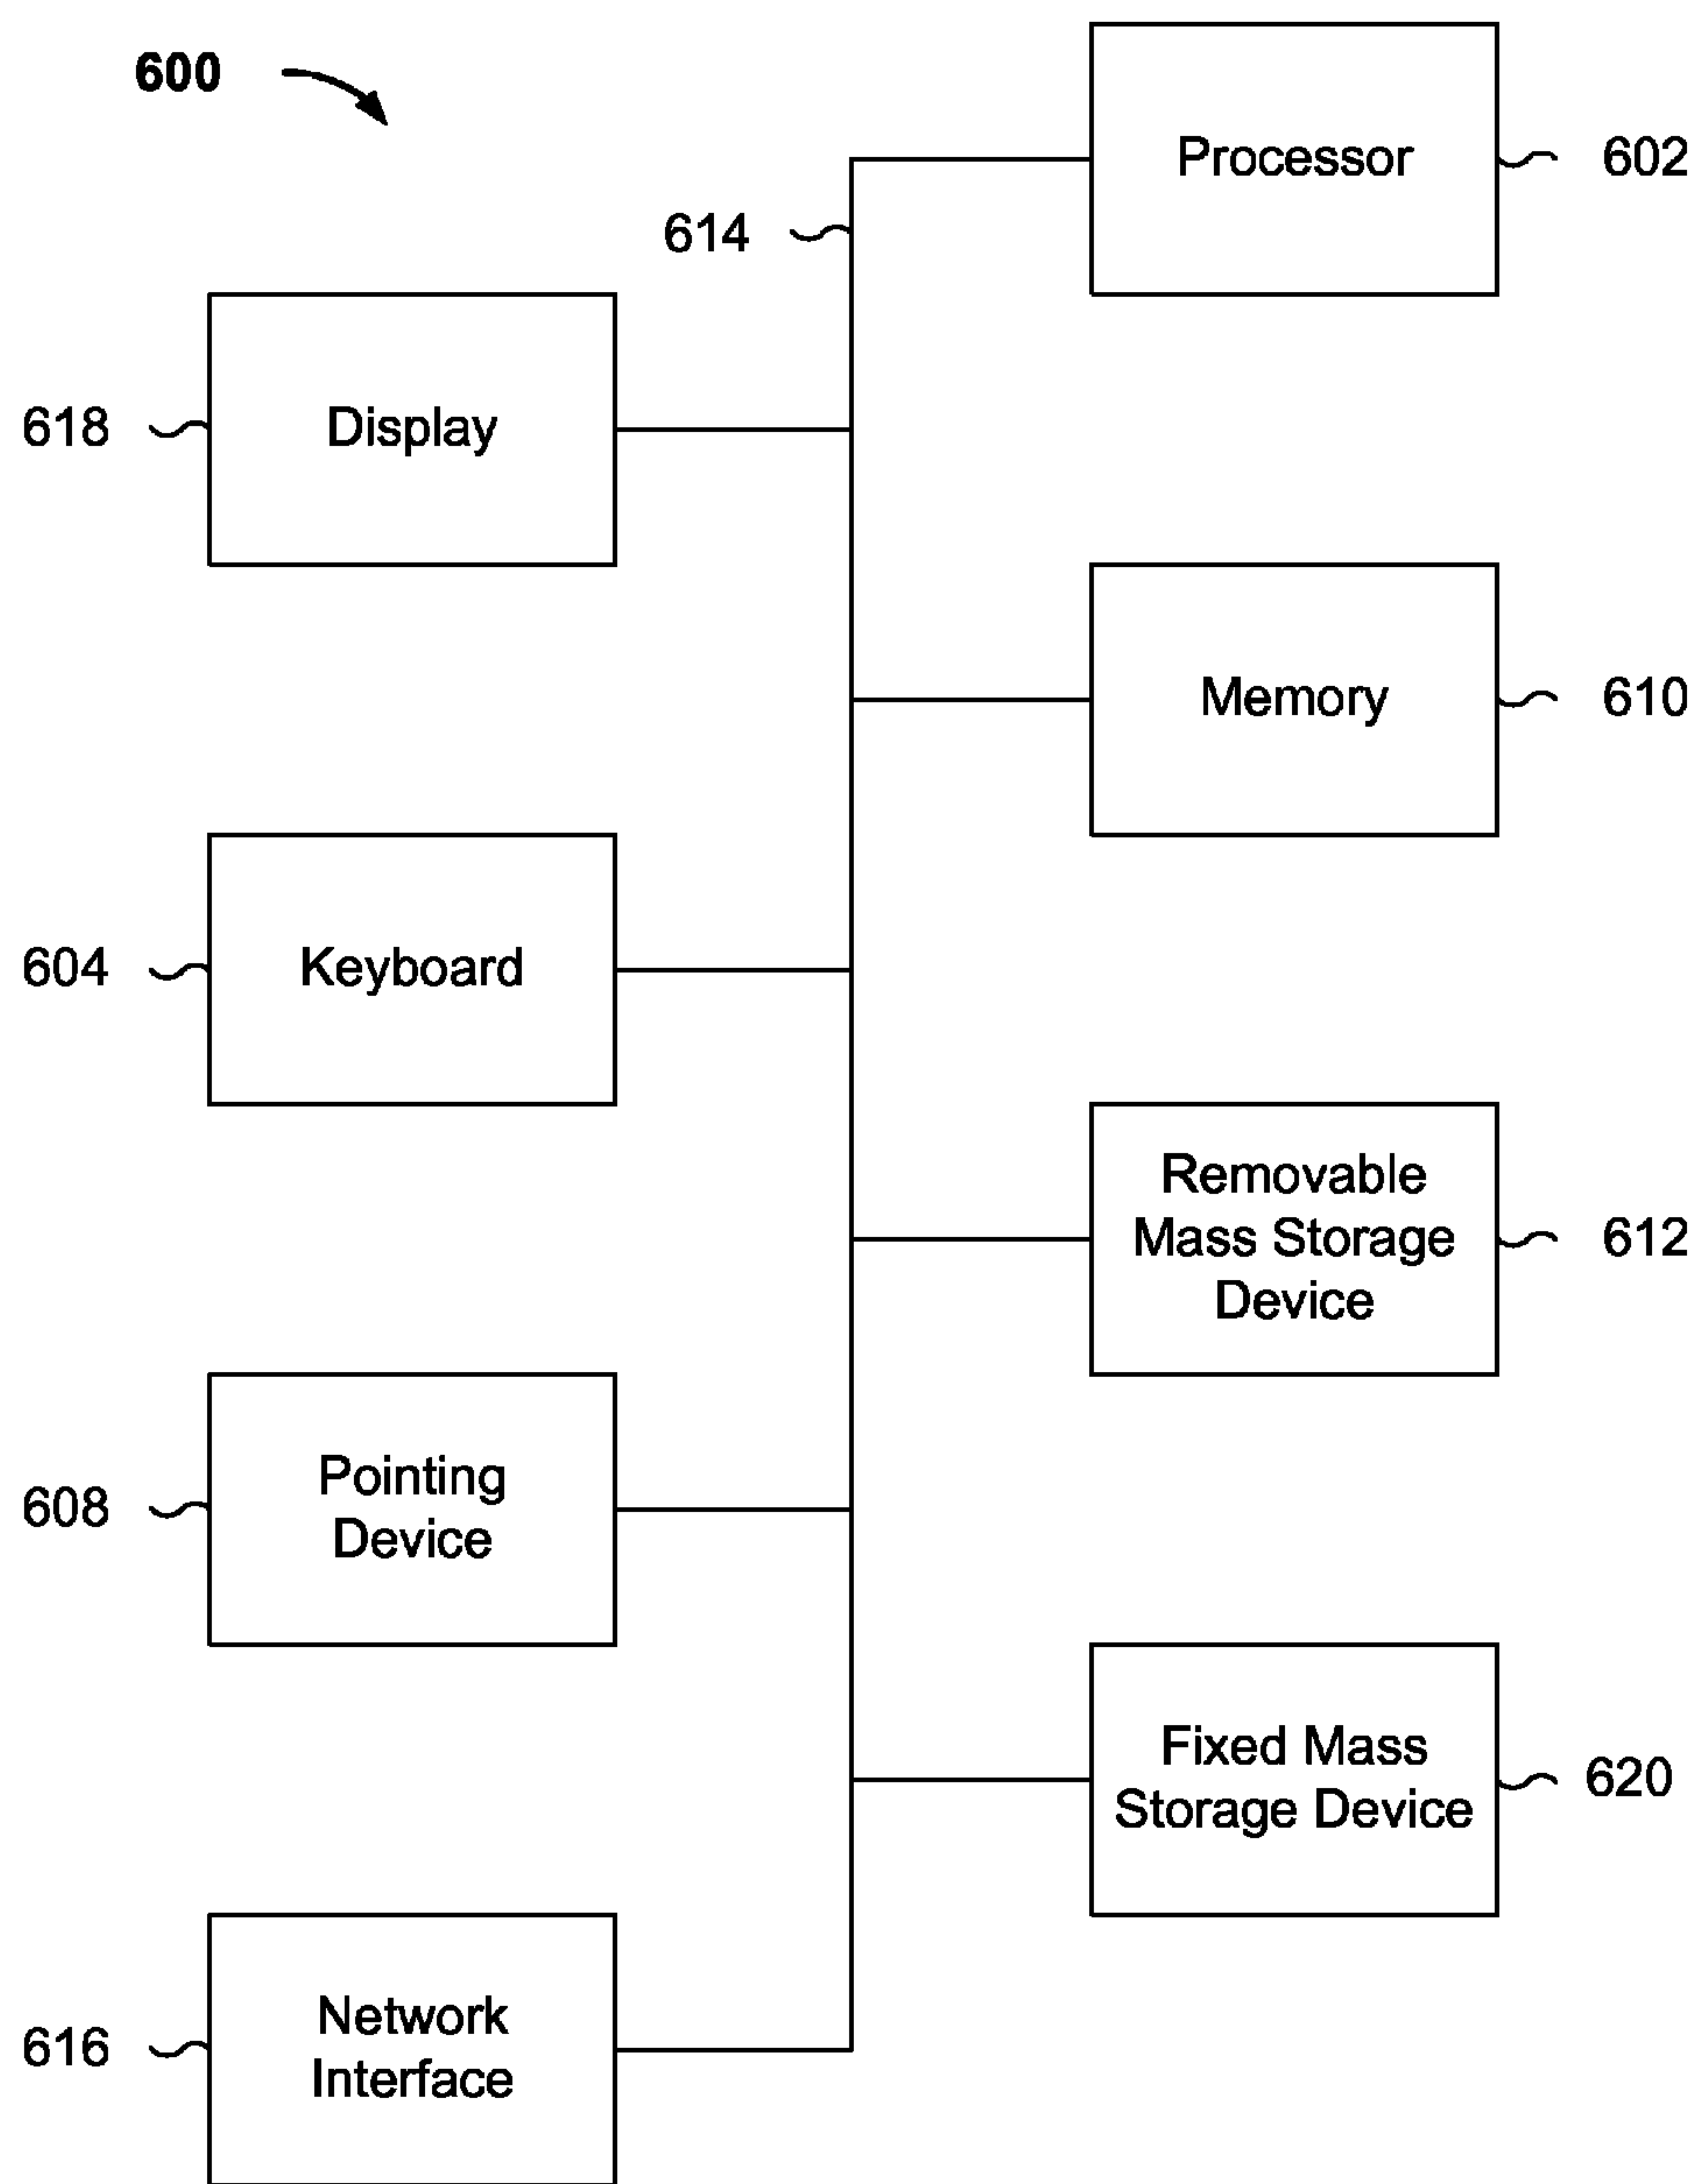 600
Processor
602
614
618
Display
Memory
610
604
Keyboard
Removable
Mass Storage
Device
612
608
Pointing
Device
Fixed Mass
Storage Device
620
616
Network
Interface